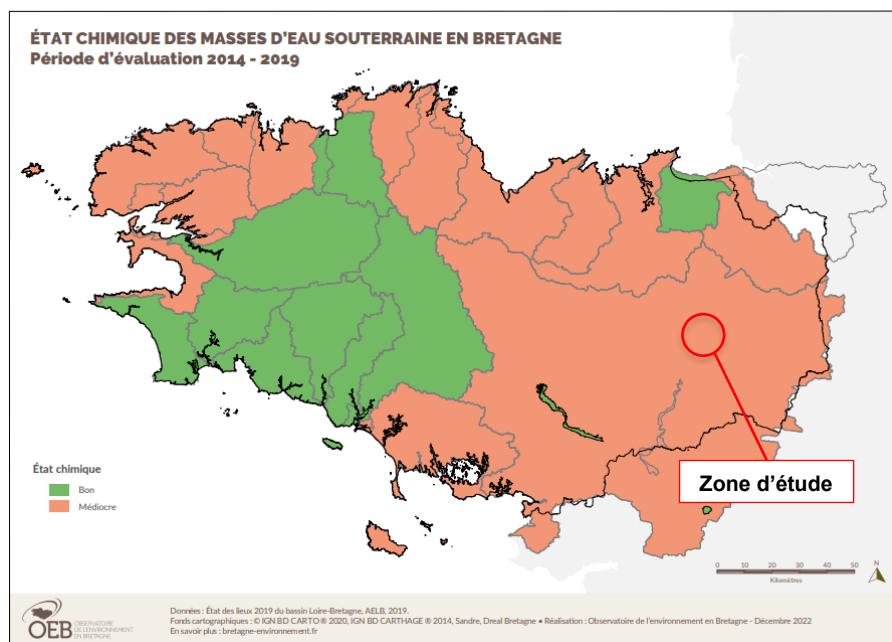 ÉTAT CHIMIQUE DES MASSES D'EAU SOUTERRAINE EN BRETAGNE
Période d'évaluation 2014 - 2019
État chimique
Bon
Médiocre
Zone d'étude
0 10 20 30 40 50
Kilomètres
N
OEB
OBSERVATOIRE
DE L'ENVIRONNEMENT
EN BRETAGNE
Données : État des lieux 2019 du bassin Loire-Bretagne, AELB, 2019.
Fonds cartographiques : © IGN BD CARTO ® 2020, IGN BD CARTHAGE ® 2014, Sandre, Dreal Bretagne • Réalisation : Observatoire de l'environnement en Bretagne - Décembre 2022
En savoir plus : bretagne-environnement.fr